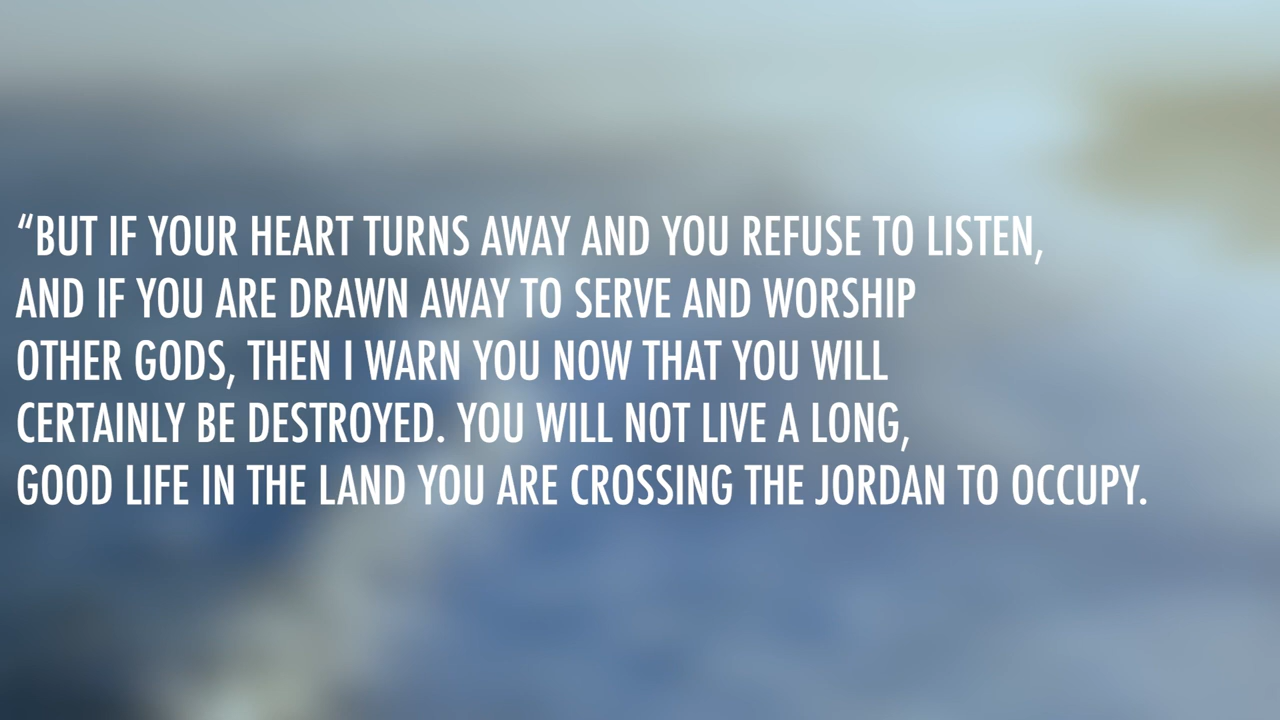 “BUT IF YOUR HEART TURNS AWAY AND YOU REFUSE TO LISTEN,
AND IF YOU ARE DRAWN AWAY TO SERVE AND WORSHIP
OTHER GODS, THEN I WARN YOU NOW THAT YOU WILL
CERTAINLY BE DESTROYED. YOU WILL NOT LIVE A LONG,
GOOD LIFE IN THE LAND YOU ARE CROSSING THE JORDAN TO OCCUPY.